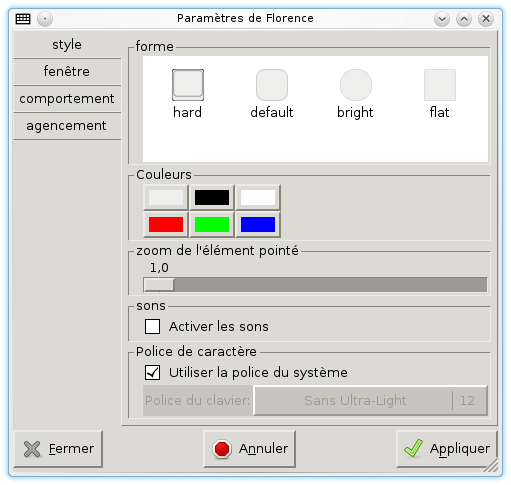 Paramètres de Florence
style
fenêtre
comportement
agencement
forme
hard default bright flat
Couleurs
zoom de l'élément pointé
1,0
sons
Activer les sons
Police de caractère
Utiliser la police du système
Police du clavier: Sans Ultra-Light 12
Fermer Annuler Appliquer